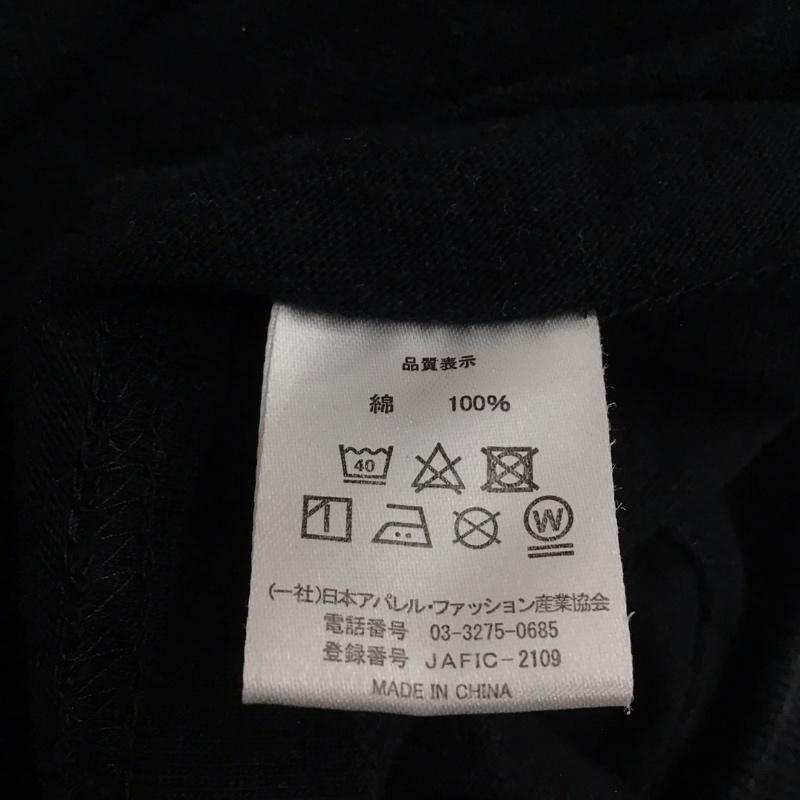 品質表示
綿 100%
40
W
(一社)日本アパレル・ファッション産業協会
電話番号 03-3275-0685
登録番号 JAFIC-2109
MADE IN CHINA